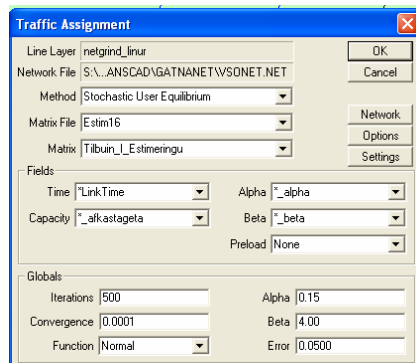 Traffic Assignment
Line Layer netgrind_linur OK
Network File S:\...ANSCAD\GATNANET\VSONET.NET Cancel
Method Stochastic User Equilibrium
Matrix File Estim16 Network
Matrix Tilbuin_I_Estimeringu Options
Settings
Fields
Time *LinkTime Alpha *_alpha
Capacity *_afkastageta Beta *_beta
Preload None
Globals
Iterations 500 Alpha 0.15
Convergence 0.0001 Beta 4.00
Function Normal Error 0.0500